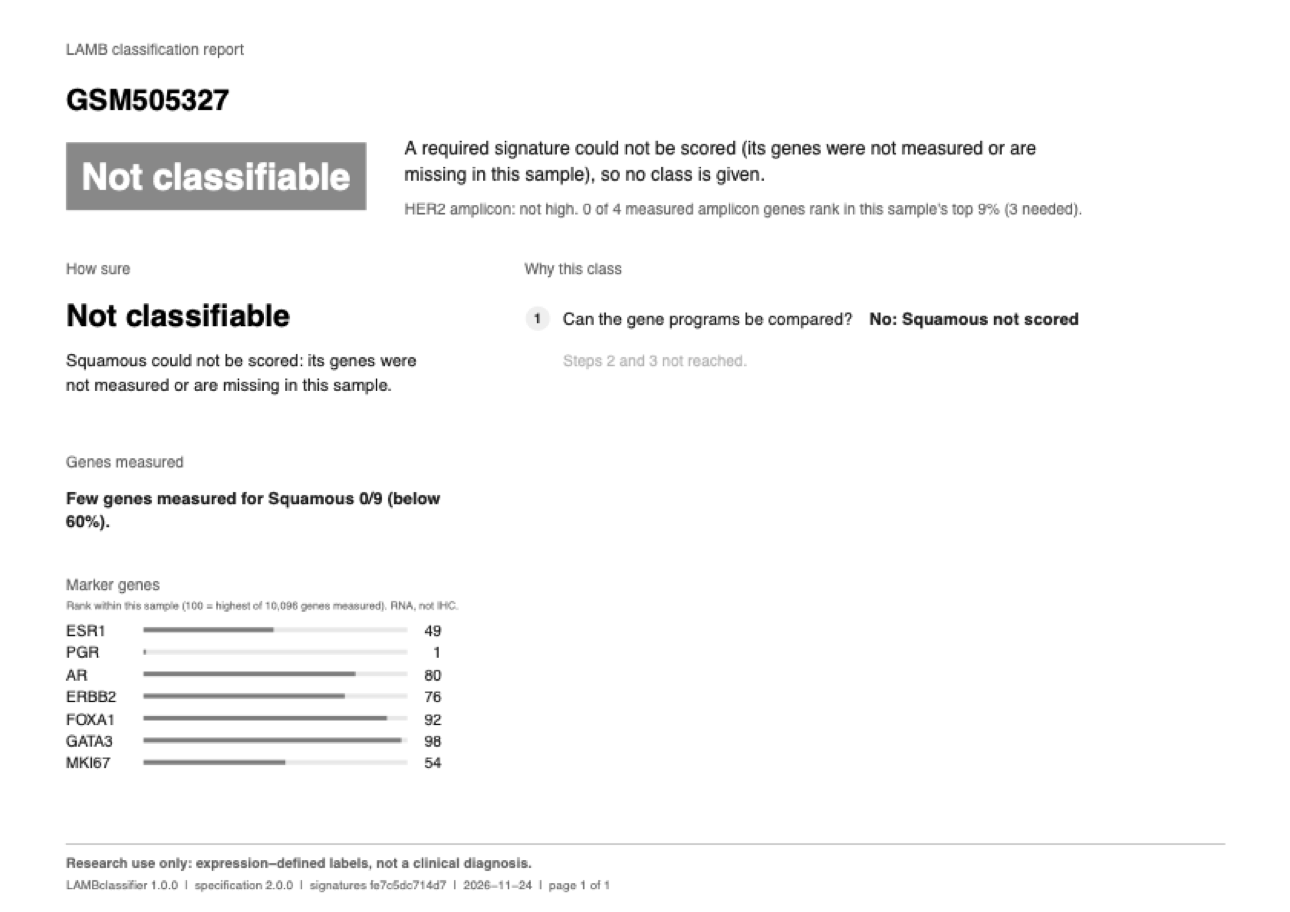 LAMB classification report
GSM505327
Not classifiable
A required signature could not be scored (its genes were not measured or are
missing in this sample), so no class is given.
HER2 amplicon: not high. 0 of 4 measured amplicon genes rank in this sample's top 9% (3 needed).
How sure
Not classifiable
Squamous could not be scored: its genes were
not measured or are missing in this sample.
Why this class
1 Can the gene programs be compared? No: Squamous not scored
Steps 2 and 3 not reached.
Genes measured
Few genes measured for Squamous 0/9 (below
60%).
Marker genes
Rank within this sample (100 = highest of 10,096 genes measured). RNA, not IHC.
ESR1 49
PGR 1
AR 80
ERBB2 76
FOXA1 92
GATA3 98
MKI67 54
Research use only: expression–defined labels, not a clinical diagnosis.
LAMBclassifier 1.0.0 | specification 2.0.0 | signatures fe7c5dc714d7 | 2026–11–24 | page 1 of 1